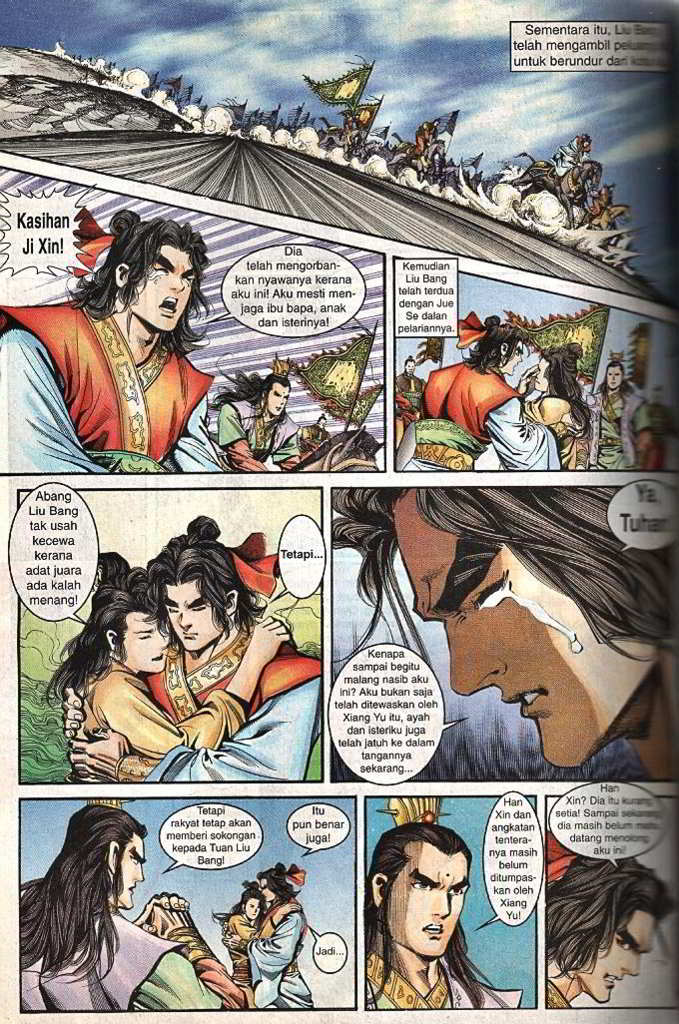 Sementara itu, Liu Bang
telah mengambil
untuk berundur dari
Kasihan
Ji Xin!
Dia
telah mengorban-
kan nyawanya kerana
aku ini! Aku mesti men-
jaga ibu bapa, anak
dan isterinya!
Kemudian
Liu Bang
telah terdua
dengan Jue
Se dalam
pelariannya.
Abang
Liu Bang
tak usah
kecewa
kerana
adat juara
ada kalah
menang!
Tetapi...
Ya,
Tuhan
Kenapa
sampai begitu
malang nasib aku
ini? Aku bukan saja
telah ditewaskan oleh
Xiang Yu itu, ayah
dan isteriku juga
telah jatuh ke dalam
tangannya
sekarang...
Tetapi
rakyat tetap akan
memberi sokongan
kepada Tuan Liu
Bang!
Itu
pun benar
juga!
Jadi...
Han
Xin dan
angkatan
tentera-
nya masih
belum
ditumpas-
kan oleh
Xiang
Yu!
Han
Xin? Dia itu kurang
setia! Sampai sekarang
dia masih belum
datang menolong
aku ini!